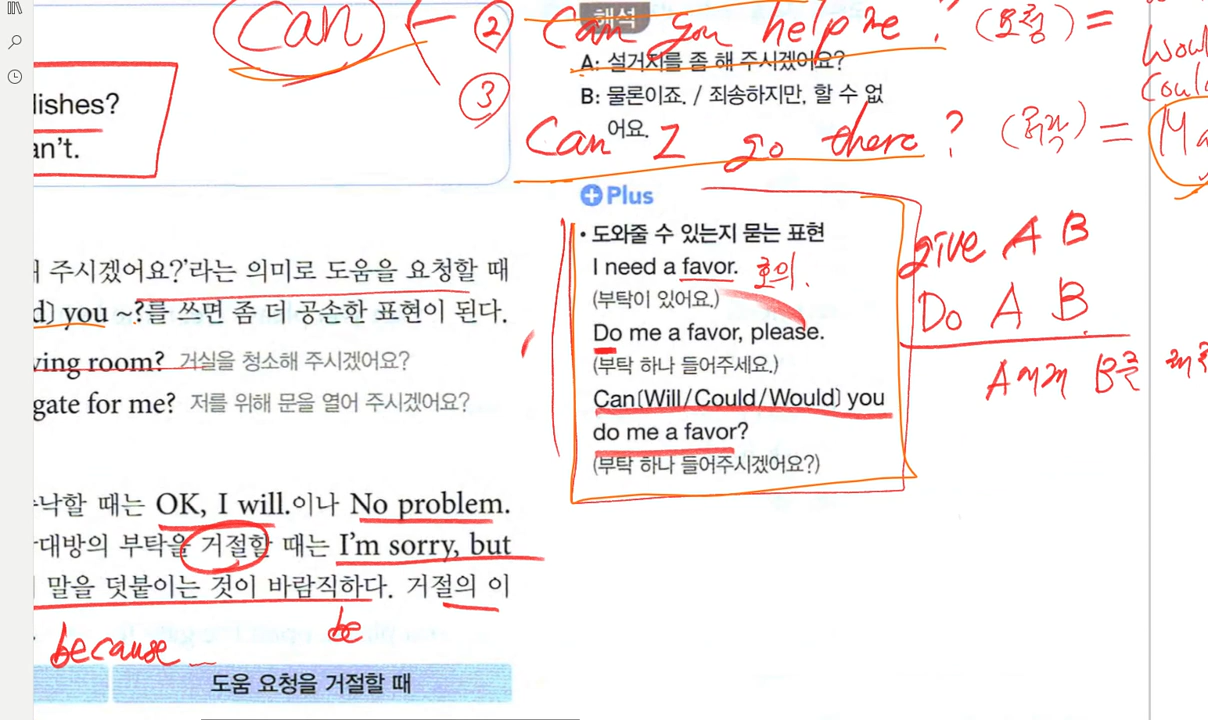 can ② Can you help me? (요청) =
해석
A: 설거지를 좀 해 주시겠어요?
B: 물론이죠. / 죄송하지만, 할 수 없
어요.
③ Can I go there? (허락) =
lishes?
an't.
Plus
• 도와줄 수 있는지 묻는 표현
I need a favor. 호의.
(부탁이 있어요.)
Do me a favor, please.
(부탁 하나 들어주세요.)
Can(Will/Could/Would) you
do me a favor?
(부탁 하나 들어주시겠어요?)
give A B
Do A B
A에게 B를
주시겠어요?'라는 의미로 도움을 요청할 때
d) you ~?를 쓰면 좀 더 공손한 표현이 된다.
ving room? 거실을 청소해 주시겠어요?
gate for me? 저를 위해 문을 열어 주시겠어요?
낙할 때는 OK, I will.이나 No problem.
대방의 부탁을 거절할 때는 I'm sorry, but
말을 덧붙이는 것이 바람직하다. 거절의 이
because be
도움 요청을 거절할 때